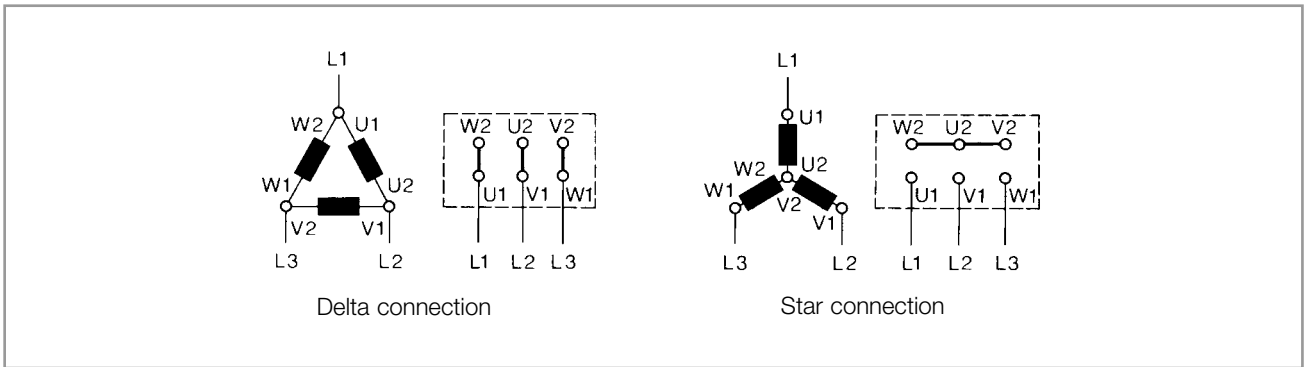 L1
W2 U1
W1 U2
V2 V1
L3 L2
W2 U2 V2
U1 V1 W1
L1 L2 L3
Delta connection
L1
U1
W2 U2
W1 V2 V1
L3 L2
W2 U2 V2
U1 V1 W1
L1 L2 L3
Star connection